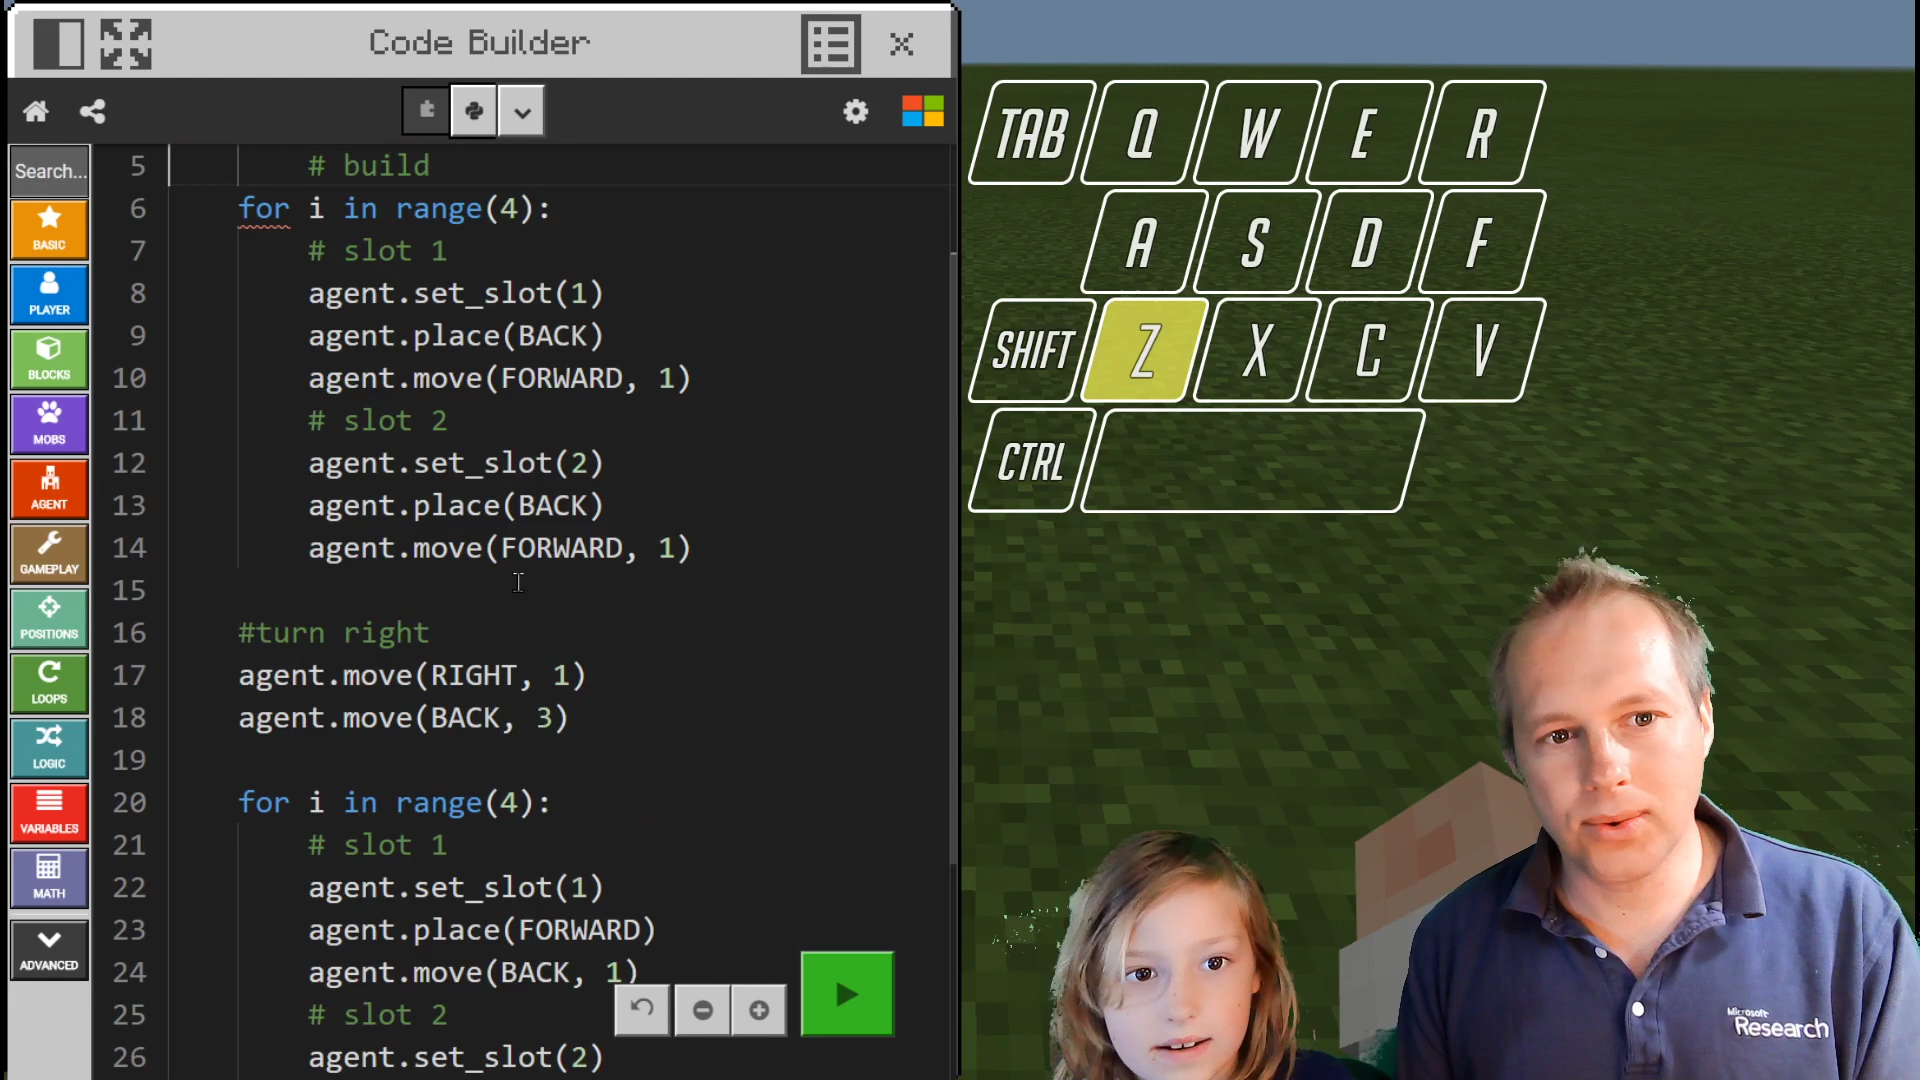 Code Builder
Search...
BASIC
PLAYER
BLOCKS
MOBS
AGENT
GAMEPLAY
POSITIONS
LOOPS
LOGIC
VARIABLES
MATH
ADVANCED
5 # build
6 for i in range(4):
7 # slot 1
8 agent.set_slot(1)
9 agent.place(BACK)
10 agent.move(FORWARD, 1)
11 # slot 2
12 agent.set_slot(2)
13 agent.place(BACK)
14 agent.move(FORWARD, 1)
15
16 #turn right
17 agent.move(RIGHT, 1)
18 agent.move(BACK, 3)
19
20 for i in range(4):
21 # slot 1
22 agent.set_slot(1)
23 agent.place(FORWARD)
24 agent.move(BACK, 1)
25 # slot 2
26 agent.set_slot(2)
TAB Q W E R
A S D F
SHIFT Z X C V
CTRL
Microsoft
Research